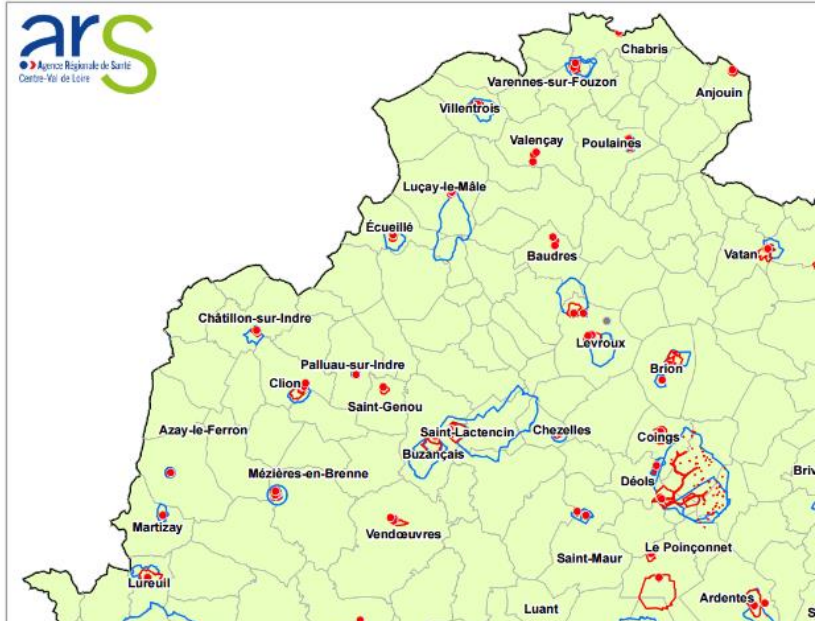 ars
Agence Régionale de Santé
Centre-Val de Loire
Chabris
Varennes-sur-Fouzon
Anjouin
Villentrois
Valençay
Poulaines
Luçay-le-Mâle
Écueillé
Baudres
Vatan
Châtillon-sur-Indre
Levroux
Palluau-sur-Indre
Brion
Clion
Saint-Genou
Azay-le-Ferron
Saint-Lactencin
Chezelles
Coings
Buzançais
Mézières-en-Brenne
Déols
Briv
Martizay
Vendœuvres
Saint-Maur
Le Poinçonnet
Lureuil
Luant
Ardentes
S